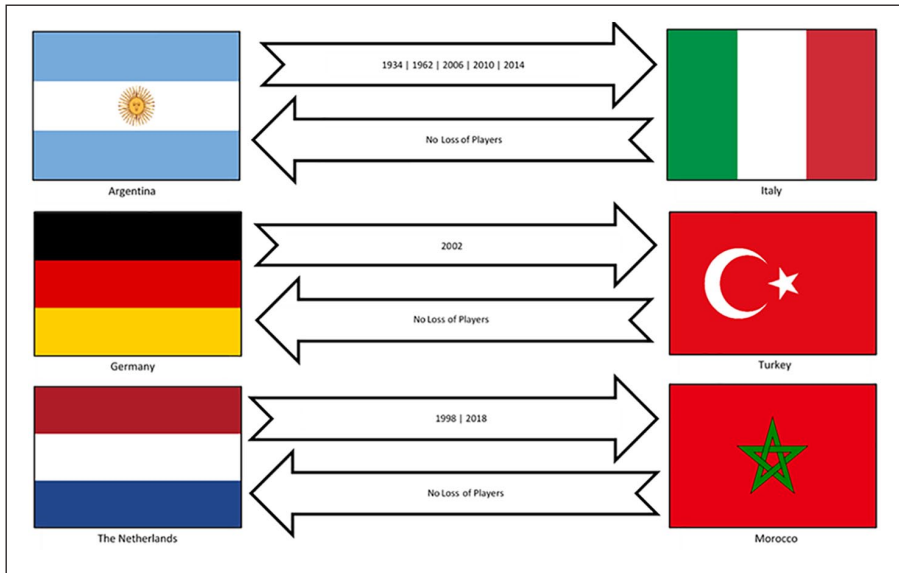 1934 | 1962 | 2006 | 2010 | 2014
No Loss of Players
Argentina
Italy
2002
No Loss of Players
Germany
Turkey
1998 | 2018
No Loss of Players
The Netherlands
Morocco